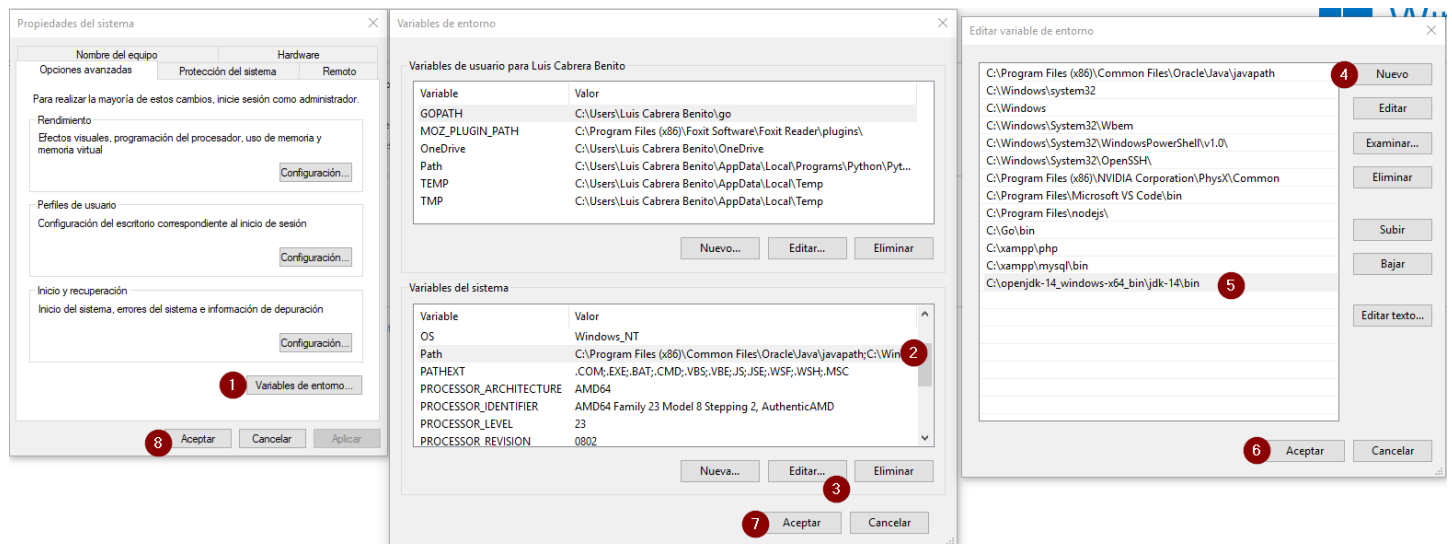 Propiedades del sistema
Nombre del equipo
Hardware
Opciones avanzadas
Protección del sistema
Remoto
Para realizar la mayoría de estos cambios, inicie sesión como administrador.
Rendimiento
Efectos visuales, programación del procesador, uso de memoria y
memoria virtual
Configuración...
Perfiles de usuario
Configuración del escritorio correspondiente al inicio de sesión
Configuración...
Inicio y recuperación
Inicio del sistema, errores del sistema e información de depuración
Configuración...
1
Variables de entorno...
8
Aceptar
Cancelar
Aplicar
Variables de entorno
Variables de usuario para Luis Cabrera Benito
Variable Valor
GOPATH C:\Users\Luis Cabrera Benito\go
MOZ_PLUGIN_PATH C:\Program Files (x86)\Foxit Software\Foxit Reader\plugins\
OneDrive C:\Users\Luis Cabrera Benito\OneDrive
Path C:\Users\Luis Cabrera Benito\AppData\Local\Programs\Python\Pyt...
TEMP C:\Users\Luis Cabrera Benito\AppData\Local\Temp
TMP C:\Users\Luis Cabrera Benito\AppData\Local\Temp
Nuevo...
Editar...
Eliminar
Variables del sistema
Variable Valor
OS Windows_NT
Path C:\Program Files (x86)\Common Files\Oracle\Java\javapath;C:\Win
2
PATHEXT .COM;.EXE;.BAT;.CMD;.VBS;.VBE;.JS;.JSE;.WSF;.WSH;.MSC
PROCESSOR_ARCHITECTURE AMD64
PROCESSOR_IDENTIFIER AMD64 Family 23 Model 8 Stepping 2, AuthenticAMD
PROCESSOR_LEVEL 23
PROCESSOR_REVISION 0802
Nueva...
Editar...
Eliminar
3
7
Aceptar
Cancelar
Editar variable de entorno
C:\Program Files (x86)\Common Files\Oracle\Java\javapath
C:\Windows\system32
C:\Windows
C:\Windows\System32\Wbem
C:\Windows\System32\WindowsPowerShell\v1.0\
C:\Windows\System32\OpenSSH\
C:\Program Files (x86)\NVIDIA Corporation\PhysX\Common
C:\Program Files\Microsoft VS Code\bin
C:\Program Files\nodejs\
C:\Go\bin
C:\xampp\php
C:\xampp\mysql\bin
C:\openjdk-14_windows-x64_bin\jdk-14\bin
5
4
Nuevo
Editar
Examinar...
Eliminar
Subir
Bajar
Editar texto...
6
Aceptar
Cancelar